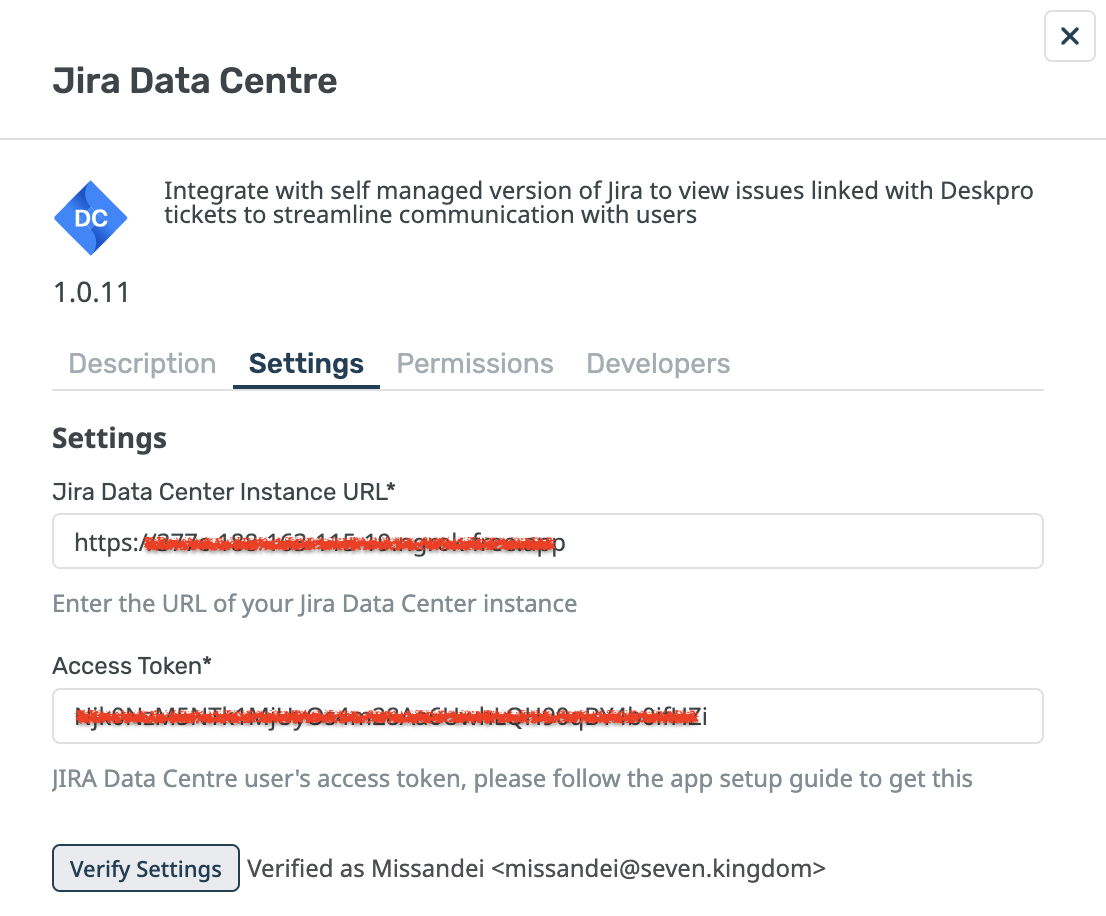 Jira Data Centre
DC
Integrate with self managed version of Jira to view issues linked with Deskpro
tickets to streamline communication with users
1.0.11
Description Settings Permissions Developers
Settings
Jira Data Center Instance URL*
https:/
Enter the URL of your Jira Data Center instance
Access Token*
JIRA Data Centre user's access token, please follow the app setup guide to get this
Verify Settings Verified as Missandei <missandei@seven.kingdom>